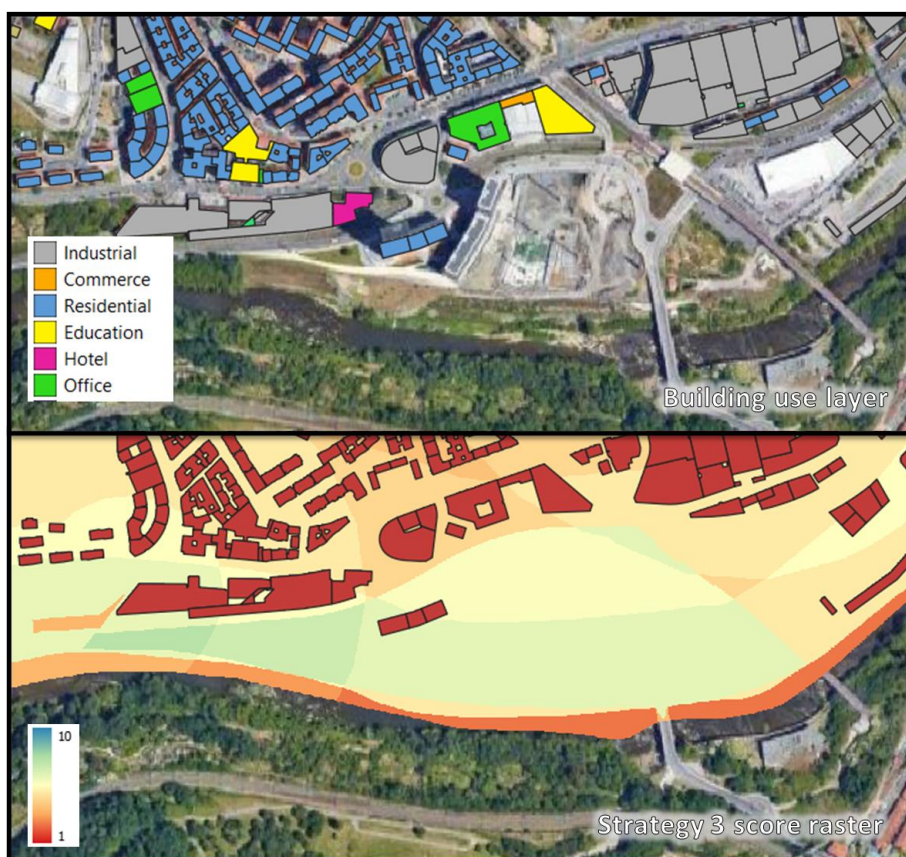 Industrial
Commerce
Residential
Education
Hotel
Office
Building use layer
10
1
Strategy 3 score raster